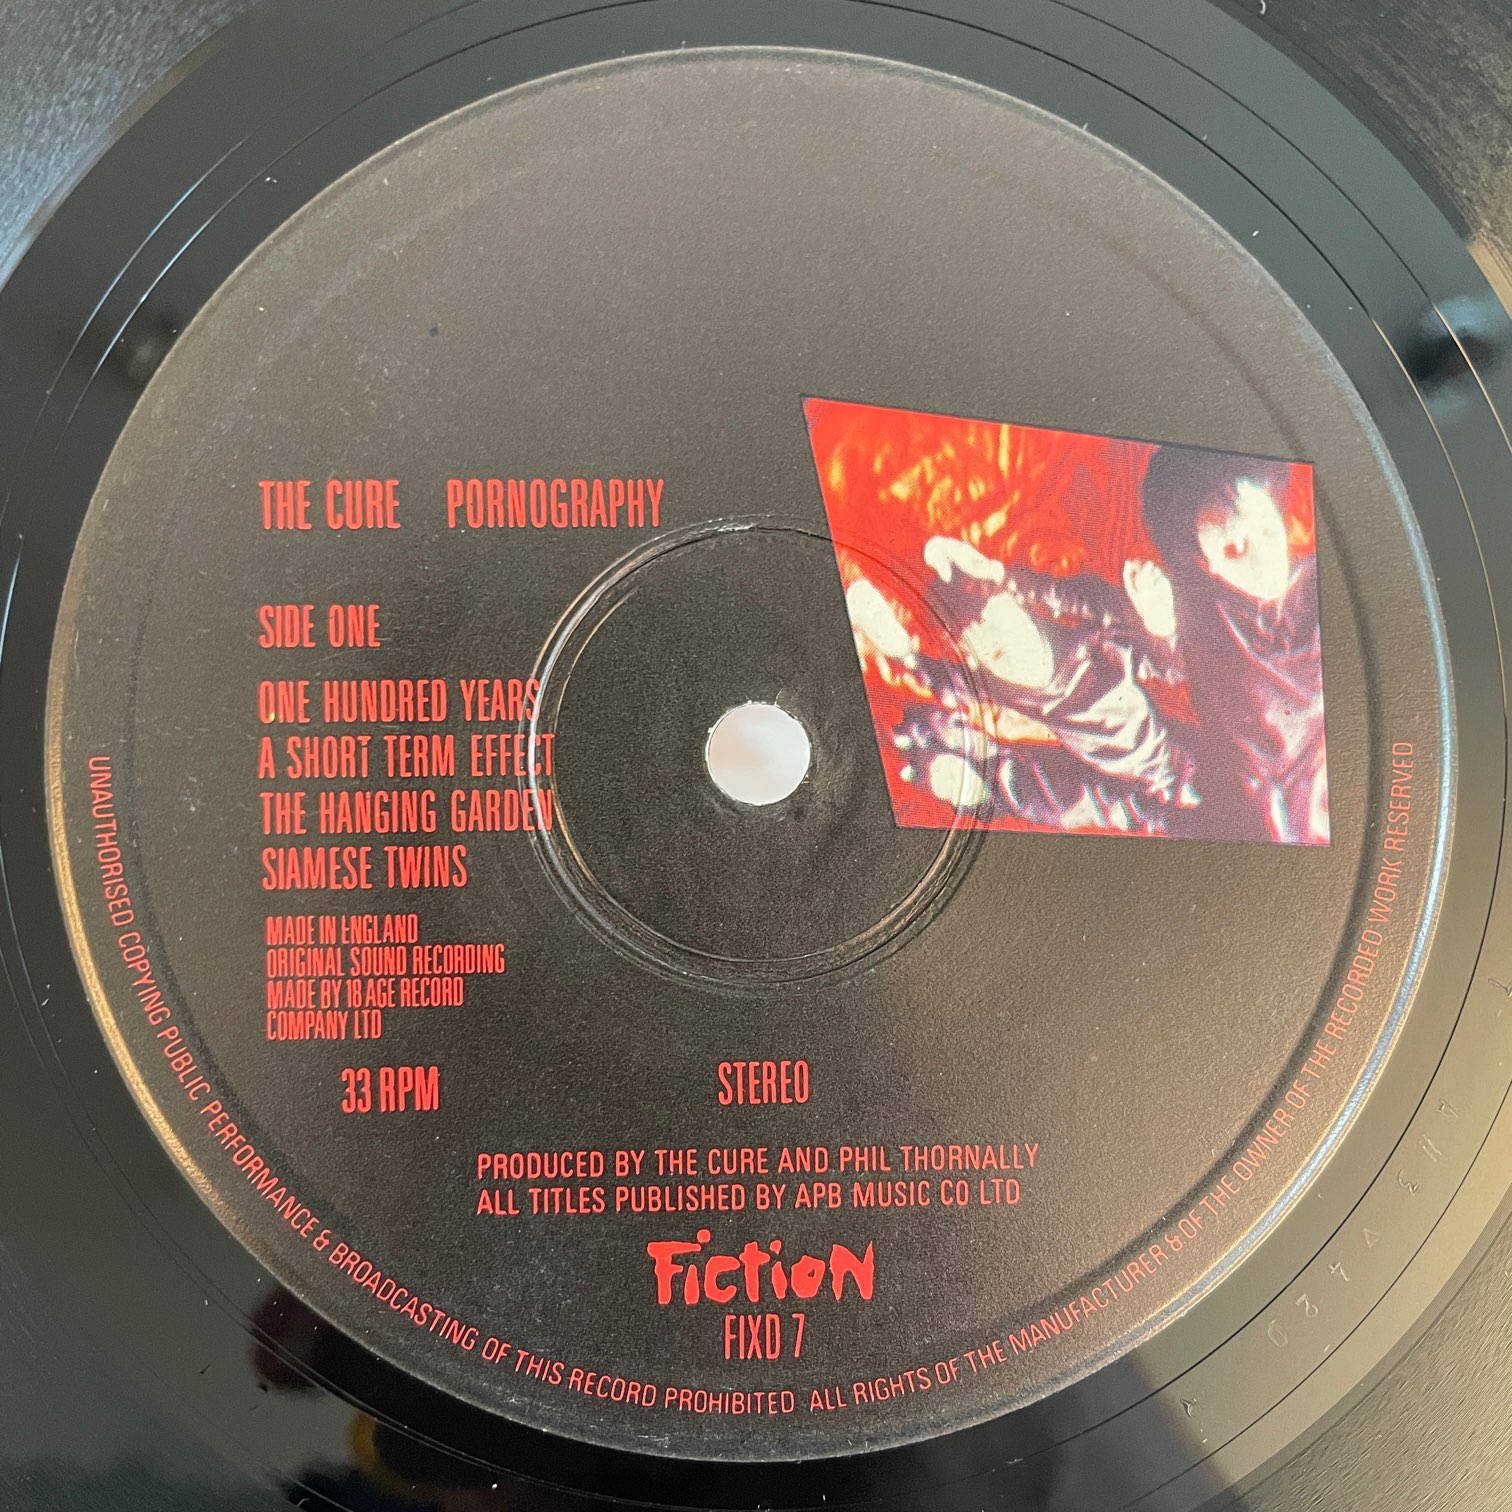 THE CURE PORNOGRAPHY
SIDE ONE
ONE HUNDRED YEARS
A SHORT TERM EFFECT
THE HANGING GARDEN
SIAMESE TWINS
MADE IN ENGLAND
ORIGINAL SOUND RECORDING
MADE BY 18 AGE RECORD
COMPANY LTD
33 RPM
STEREO
PRODUCED BY THE CURE AND PHIL THORNALLY
ALL TITLES PUBLISHED BY APB MUSIC CO LTD
Fiction
FIXD 7
UNAUTHORISED COPYING PUBLIC PERFORMANCE & BROADCASTING OF THIS RECORD PROHIBITED ALL RIGHTS OF THE MANUFACTURER & OF THE OWNER OF THE RECORDED WORK RESERVED